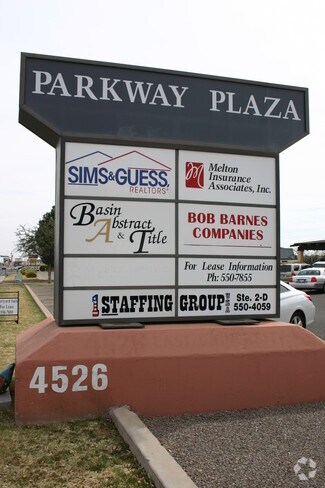 PARKWAY PLAZA
SIMS&GUESS
REALTORS
Melton
Insurance
Associates, Inc.
Basin
Abstract
& Title
BOB BARNES
COMPANIES
For Lease Information
Ph. 550-7855
STAFFING GROUP
Ste. 2-D
550-4059
4526